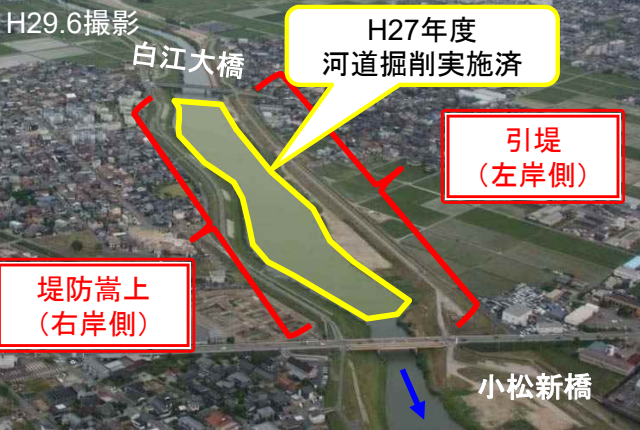 H29.6撮影
白江大橋
H27年度
河道掘削実施済
引堤
（左岸側）
堤防嵩上
（右岸側）
小松新橋